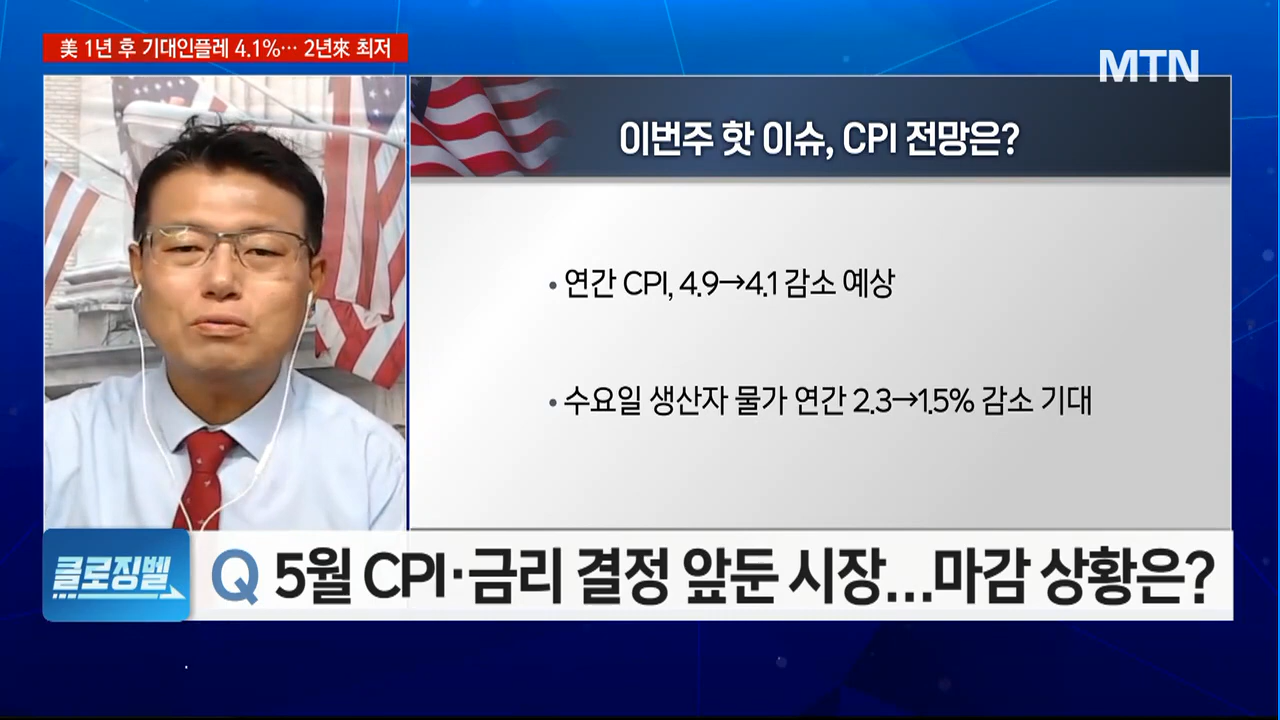 美 1년 후 기대인플레 4.1%… 2년來 최저
MTN
이번주 핫 이슈, CPI 전망은?
• 연간 CPI, 4.9→4.1 감소 예상
• 수요일 생산자 물가 연간 2.3→1.5% 감소 기대
클로징벨
Q 5월 CPI·금리 결정 앞둔 시장...마감 상황은?